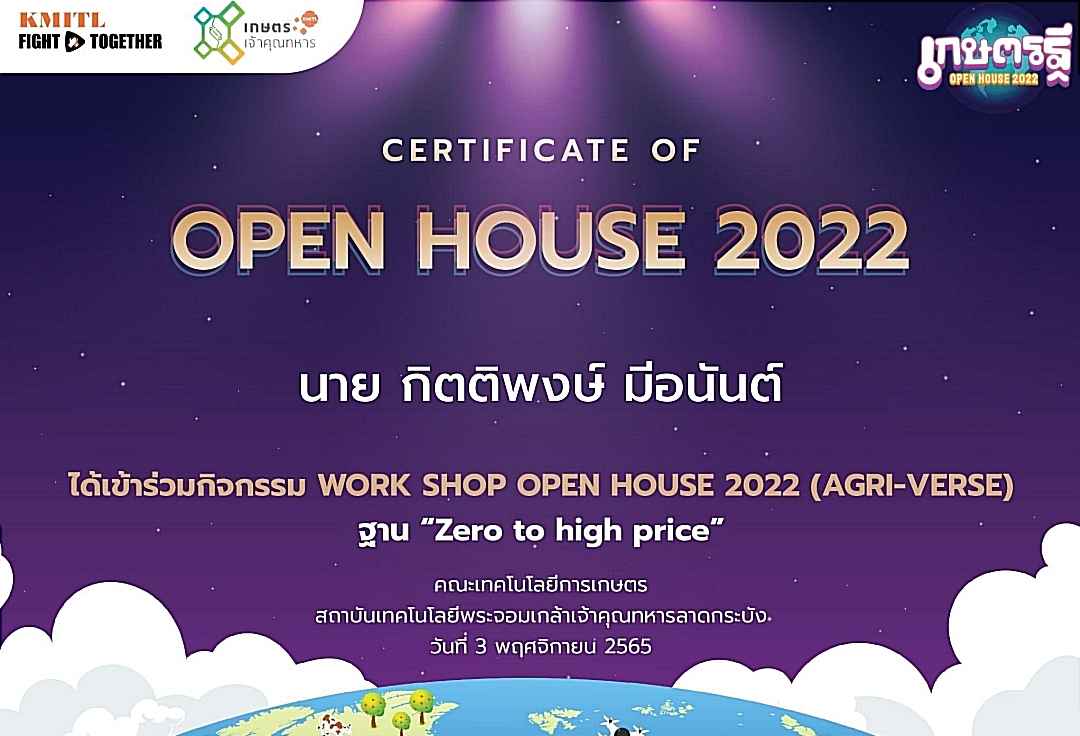 KMITL
FIGHT TOGETHER
เกษตร KMITL
เจ้าคุณทหาร
เกษตรฐี
OPEN HOUSE 2022
CERTIFICATE OF
OPEN HOUSE 2022
นาย กิตติพงษ์ มีอนันต์
ได้เข้าร่วมกิจกรรม WORK SHOP OPEN HOUSE 2022 (AGRI-VERSE)
ฐาน “Zero to high price”
คณะเทคโนโลยีการเกษตร
สถาบันเทคโนโลยีพระจอมเกล้าเจ้าคุณทหารลาดกระบัง
วันที่ 3 พฤศจิกายน 2565